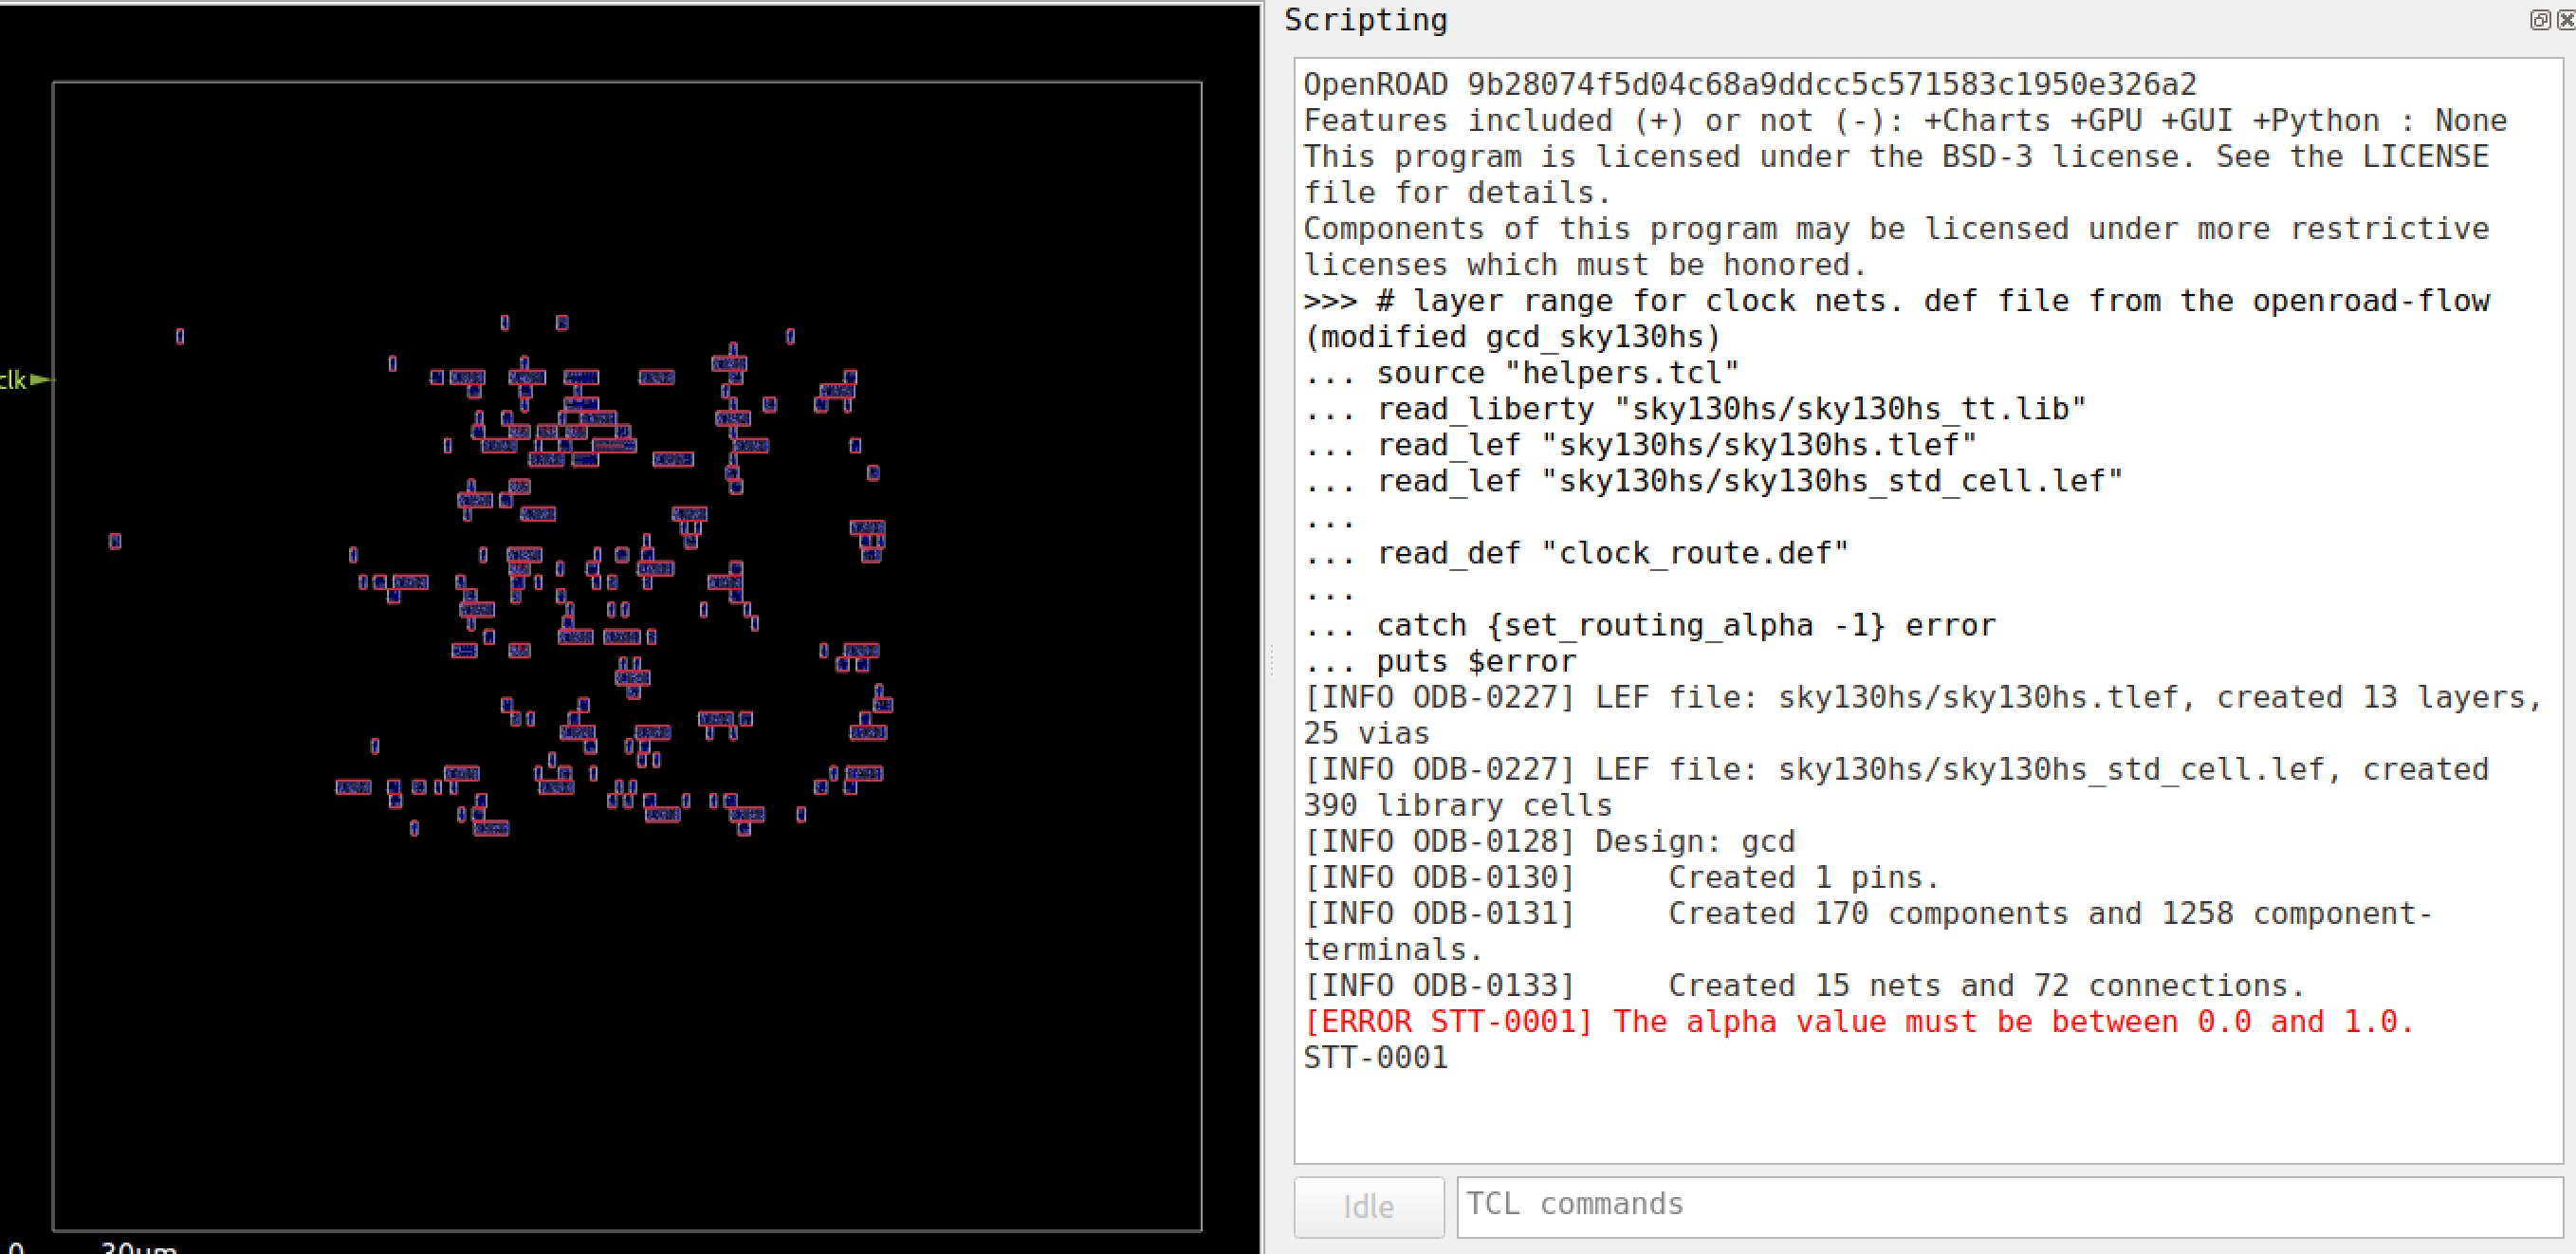 Scripting
OpenROAD 9b28074f5d04c68a9ddcc5c571583c1950e326a2
Features included (+) or not (-): +Charts +GPU +GUI +Python : None
This program is licensed under the BSD-3 license. See the LICENSE
file for details.
Components of this program may be licensed under more restrictive
licenses which must be honored.
>>> # layer range for clock nets. def file from the openroad-flow
(modified gcd_sky130hs)
... source "helpers.tcl"
... read_liberty "sky130hs/sky130hs_tt.lib"
... read_lef "sky130hs/sky130hs.tlef"
... read_lef "sky130hs/sky130hs_std_cell.lef"
...
... read_def "clock_route.def"
...
... catch {set_routing_alpha -1} error
... puts $error
[INFO ODB-0227] LEF file: sky130hs/sky130hs.tlef, created 13 layers,
25 vias
[INFO ODB-0227] LEF file: sky130hs/sky130hs_std_cell.lef, created
390 library cells
[INFO ODB-0128] Design: gcd
[INFO ODB-0130]     Created 1 pins.
[INFO ODB-0131]     Created 170 components and 1258 component-
terminals.
[INFO ODB-0133]     Created 15 nets and 72 connections.
[ERROR STT-0001] The alpha value must be between 0.0 and 1.0.
STT-0001
Idle
TCL commands
clk
0 30um